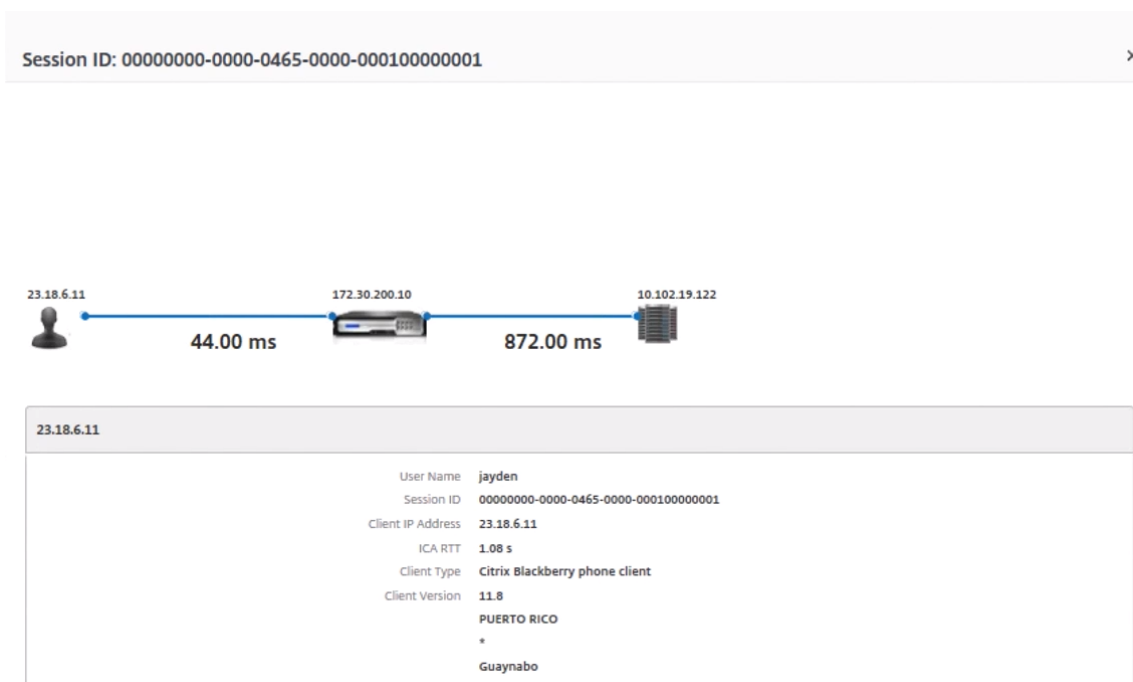 Session ID: 00000000-0000-0465-0000-000100000001
23.18.6.11 172.30.200.10 10.102.19.122
44.00 ms 872.00 ms
23.18.6.11
User Name jayden
Session ID 00000000-0000-0465-0000-000100000001
Client IP Address 23.18.6.11
ICA RTT 1.08 s
Client Type Citrix Blackberry phone client
Client Version 11.8
PUERTO RICO
*
Guaynabo